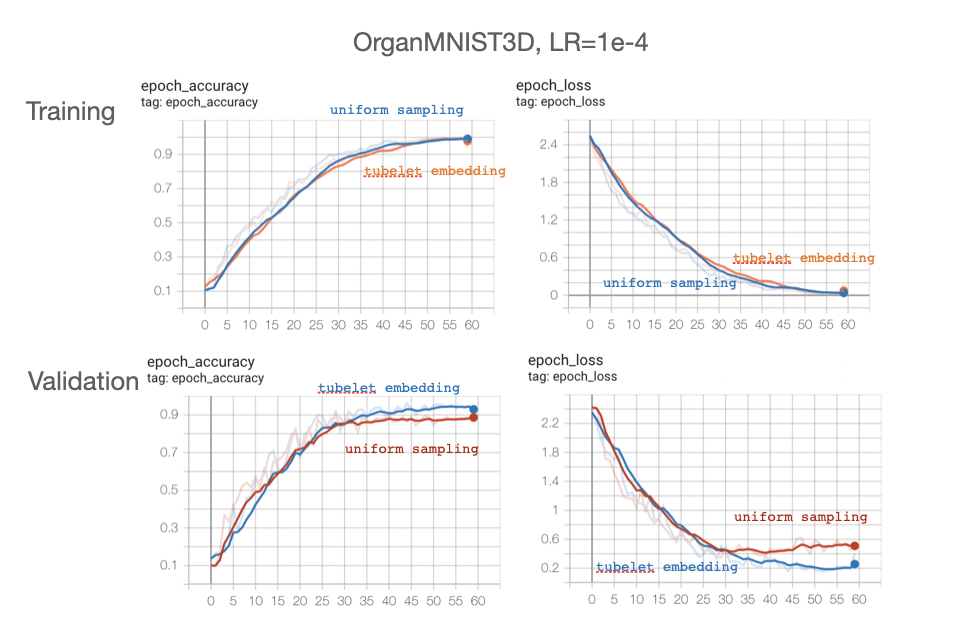 OrganMNIST3D, LR=1e-4
Training
epoch_accuracy
tag: epoch_accuracy
uniform sampling
tubelet embedding
0.9
0.7
0.5
0.3
0.1
0 5 10 15 20 25 30 35 40 45 50 55 60
epoch_loss
tag: epoch_loss
2.4
1.8
1.2
0.6
0
tubelet embedding
uniform sampling
0 5 10 15 20 25 30 35 40 45 50 55 60
Validation
epoch_accuracy
tag: epoch_accuracy
tubelet embedding
uniform sampling
0.9
0.7
0.5
0.3
0.1
0 5 10 15 20 25 30 35 40 45 50 55 60
epoch_loss
tag: epoch_loss
2.2
1.8
1.4
1
0.6
0.2
uniform sampling
tubelet embedding
0 5 10 15 20 25 30 35 40 45 50 55 60